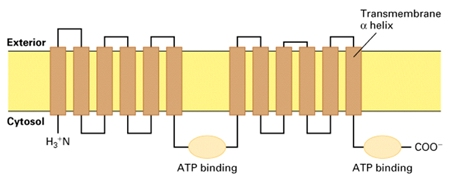 Transmembrane
α helix
Exterior
Cytosol
H₃⁺N
COO⁻
ATP binding
ATP binding